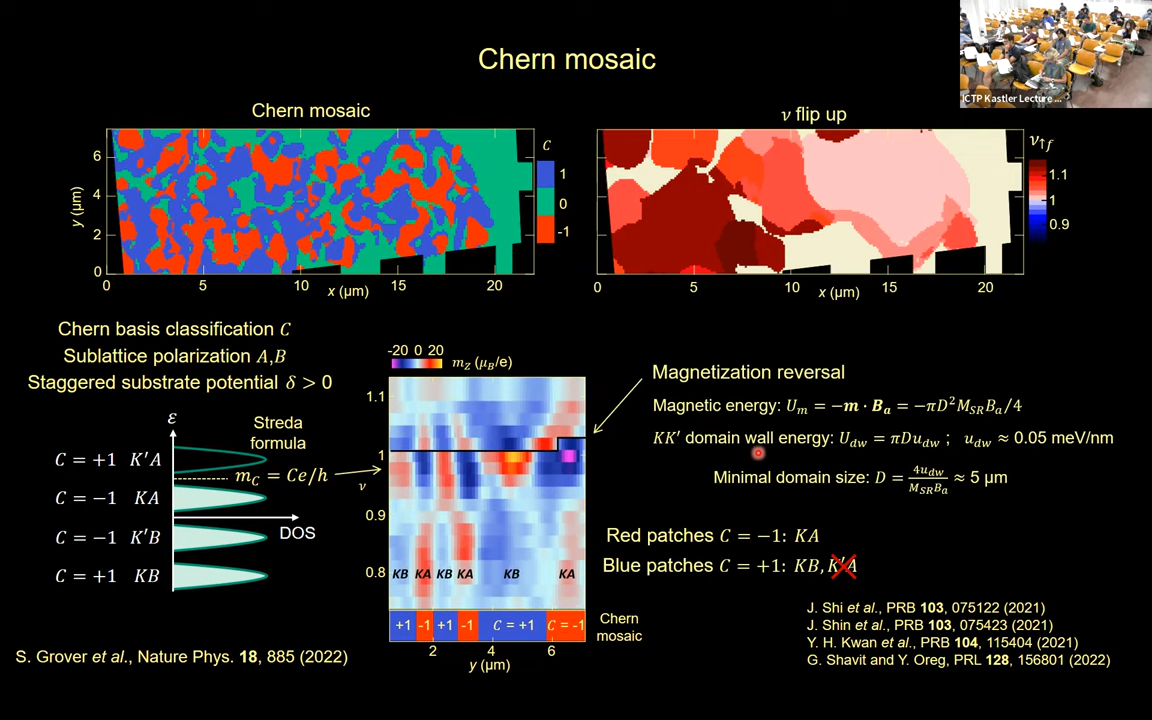 Chern mosaic
ICTP Kastler Lecture ...
Chern mosaic
ν flip up
C
1
0
-1
ν↑f
1.1
1
0.9
y (μm)
6
4
2
0
0 5 10 15 20
x (μm)
0 5 10 15 20
x (μm)
Chern basis classification C
Sublattice polarization A,B
Staggered substrate potential δ > 0
ε
Streda
formula
C = +1 K′A
m_C = Ce/h
C = −1 KA
DOS
C = −1 K′B
C = +1 KB
-20 0 20
m_Z (μ_B/e)
1.1
1
ν
0.9
0.8
KB KA KB KA KB KA
+1 -1 +1 -1 C = +1 C = -1
Chern
mosaic
2 4 6
y (μm)
Magnetization reversal
Magnetic energy: U_m = −m · B_a = −πD²M_SR B_a/4
KK′ domain wall energy: U_dw = πDu_dw ; u_dw ≈ 0.05 meV/nm
Minimal domain size: D = 4u_dw / M_SR B_a ≈ 5 μm
Red patches C = −1: KA
Blue patches C = +1: KB, K′A
J. Shi et al., PRB 103, 075122 (2021)
J. Shin et al., PRB 103, 075423 (2021)
Y. H. Kwan et al., PRB 104, 115404 (2021)
G. Shavit and Y. Oreg, PRL 128, 156801 (2022)
S. Grover et al., Nature Phys. 18, 885 (2022)